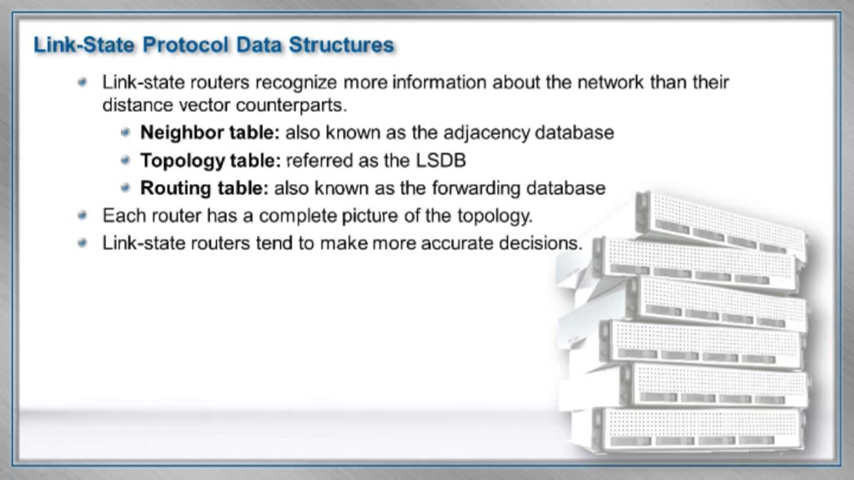 Link-State Protocol Data Structures
Link-state routers recognize more information about the network than their
distance vector counterparts.
Neighbor table: also known as the adjacency database
Topology table: referred as the LSDB
Routing table: also known as the forwarding database
Each router has a complete picture of the topology.
Link-state routers tend to make more accurate decisions.